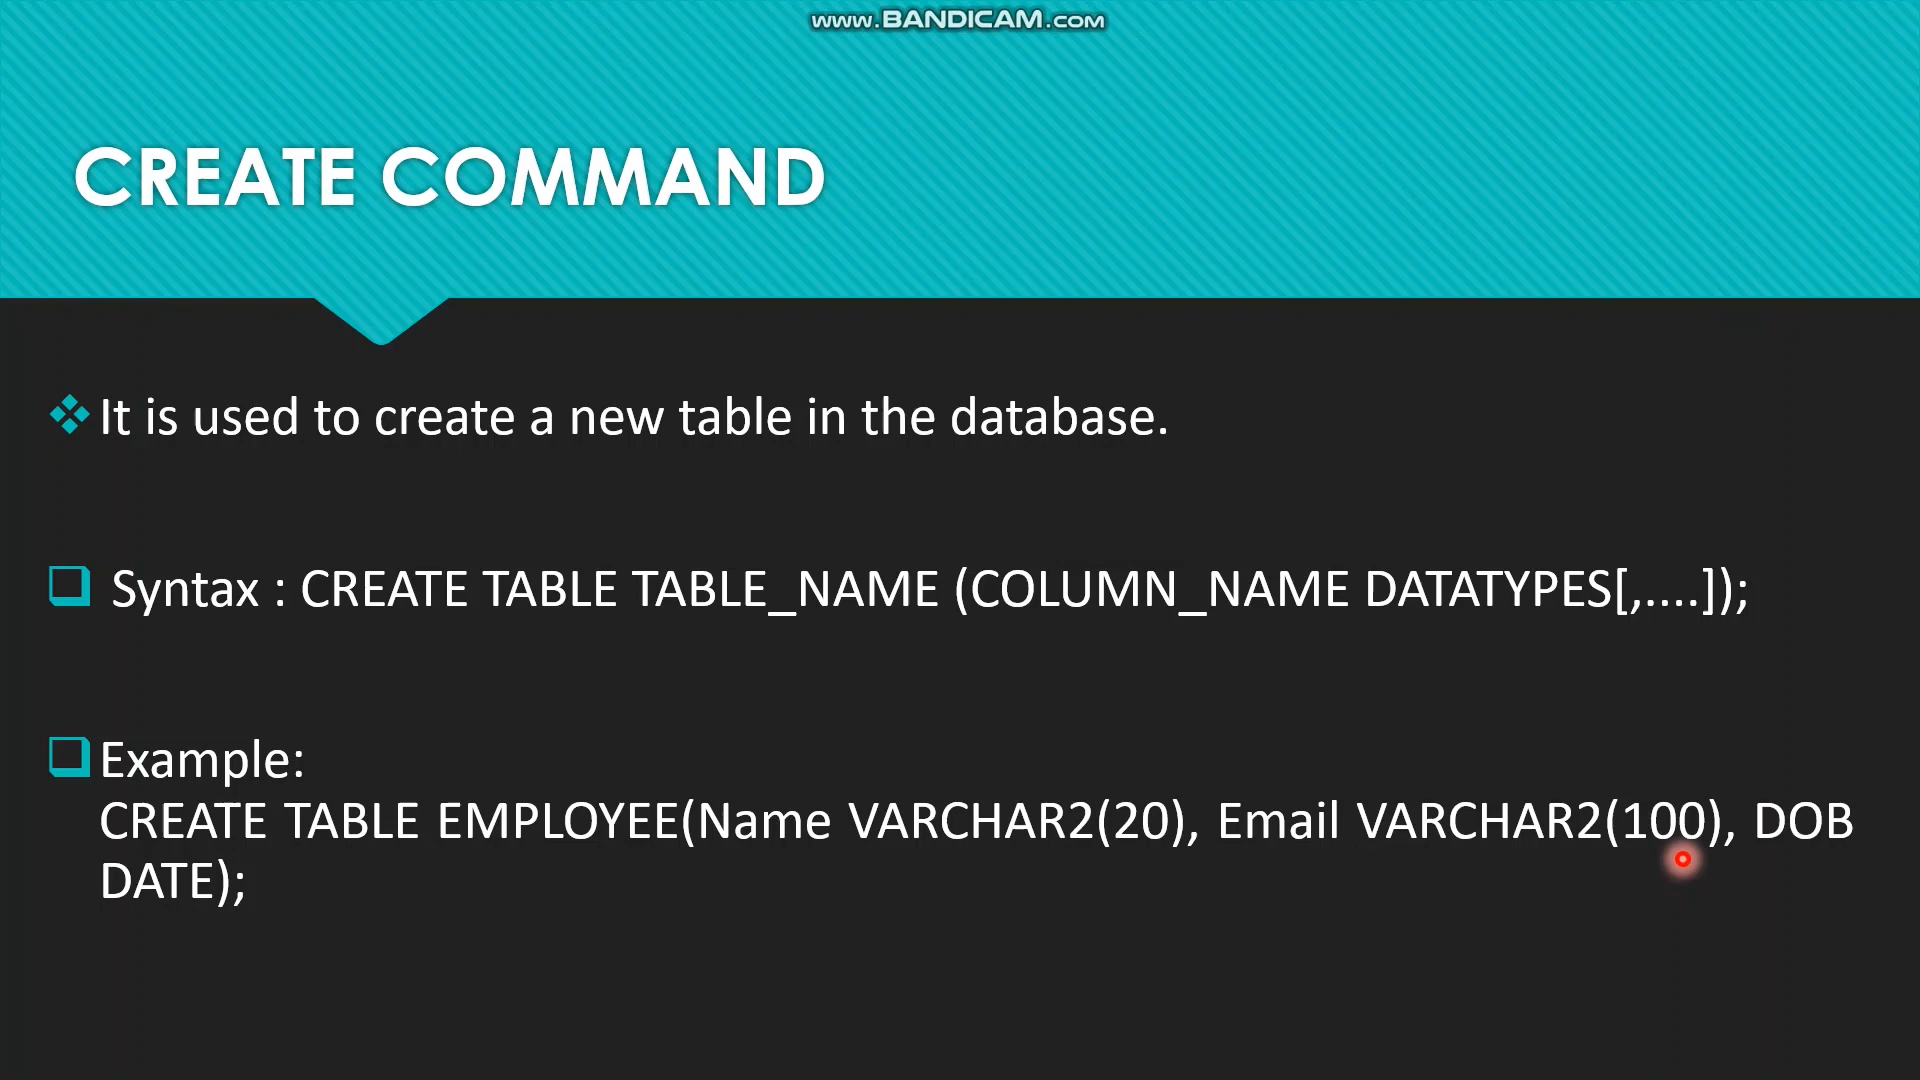 www.BANDICAM.com
CREATE COMMAND
It is used to create a new table in the database.
Syntax : CREATE TABLE TABLE_NAME (COLUMN_NAME DATATYPES[,....]);
Example:
CREATE TABLE EMPLOYEE(Name VARCHAR2(20), Email VARCHAR2(100), DOB
DATE);